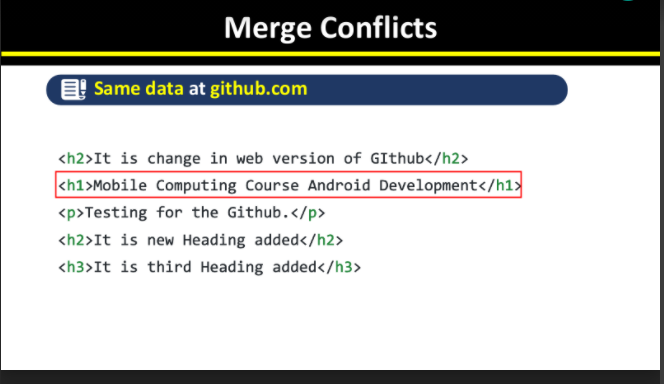 Merge Conflicts
Same data at github.com
<h2>It is change in web version of GIthub</h2>
<h1>Mobile Computing Course Android Development</h1>
<p>Testing for the Github.</p>
<h2>It is new Heading added</h2>
<h3>It is third Heading added</h3>